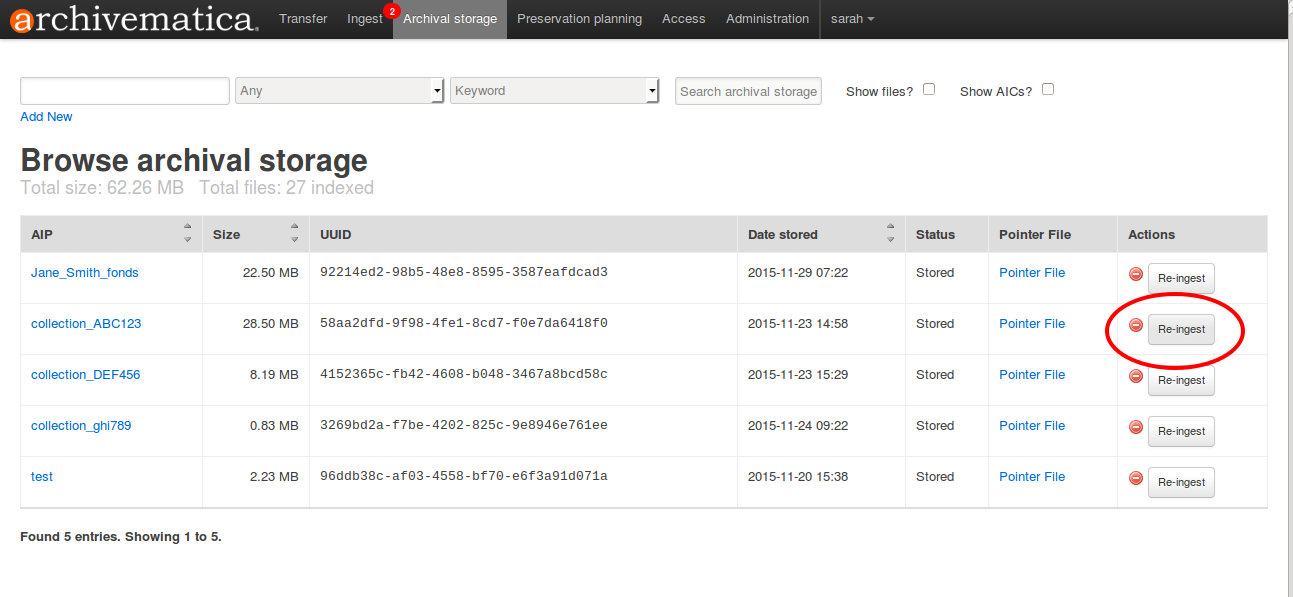 archivematica. Transfer Ingest 2 Archival storage Preservation planning Access Administration sarah
Any Keyword Search archival storage Show files? Show AICs?
Add New
Browse archival storage
Total size: 62.26 MB Total files: 27 indexed
AIP Size UUID Date stored Status Pointer File Actions
Jane_Smith_fonds 22.50 MB 92214ed2-98b5-48e8-8595-3587eafdcad3 2015-11-29 07:22 Stored Pointer File Re-ingest
collection_ABC123 28.50 MB 58aa2dfd-9f98-4fe1-8cd7-f0e7da6418f0 2015-11-23 14:58 Stored Pointer File Re-ingest
collection_DEF456 8.19 MB 4152365c-fb42-4608-b048-3467a8bcd58c 2015-11-23 15:29 Stored Pointer File Re-ingest
collection_ghi789 0.83 MB 3269bd2a-f7be-4202-825c-9e8946e761ee 2015-11-24 09:22 Stored Pointer File Re-ingest
test 2.23 MB 96ddb38c-af03-4558-bf70-e6f3a91d071a 2015-11-20 15:38 Stored Pointer File Re-ingest
Found 5 entries. Showing 1 to 5.